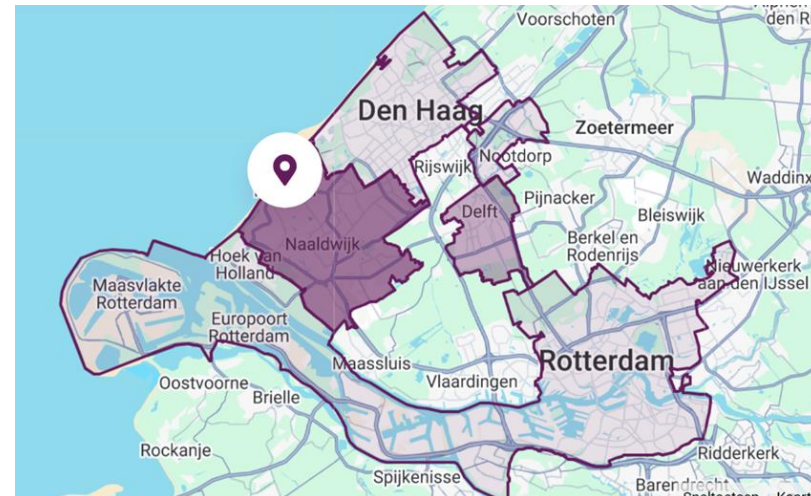 Voorschoten
Den Haag
Zoetermeer
Rijswijk
Nootdorp
Waddinx
Pijnacker
Delft
Bleiswijk
Naaldwijk
Berkel en
Rodenrijs
Hoek van
Holland
Nieuwerkerk
aan den IJssel
Maasvlakte
Rotterdam
Europoort
Rotterdam
Maassluis
Rotterdam
Vlaardingen
Oostvoorne
Brielle
Rockanje
Ridderkerk
Spijkenisse
Barendrecht